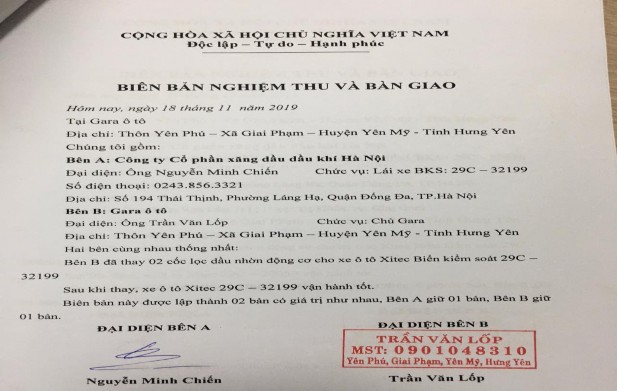 CỘNG HÒA XÃ HỘI CHỦ NGHĨA VIỆT NAM
Độc lập – Tự do – Hạnh phúc
BIÊN BẢN NGHIỆM THU VÀ BÀN GIAO
Hôm nay, ngày 18 tháng 11 năm 2019
Tại Gara ô tô
Địa chỉ: Thôn Yên Phú – Xã Giai Phạm – Huyện Yên Mỹ - Tỉnh Hưng Yên
Chúng tôi gồm:
Bên A: Công ty Cổ phần xăng dầu dầu khí Hà Nội
Đại diện: Ông Nguyễn Minh Chiến Chức vụ: Lái xe BKS: 29C – 32199
Số điện thoại: 0243.856.3321
Địa chỉ: Số 194 Thái Thịnh, Phường Láng Hạ, Quận Đống Đa, TP.Hà Nội
Bên B: Gara ô tô
Đại diện: Ông Trần Văn Lốp Chức vụ: Chủ Gara
Địa chỉ: Thôn Yên Phú – Xã Giai Phạm – Huyện Yên Mỹ - Tỉnh Hưng Yên
Hai bên cùng nhau thống nhất:
Bên B đã thay 02 cốc lọc dầu nhờn động cơ cho xe ô tô Xitec Biển kiểm soát 29C –
32199
Sau khi thay, xe ô tô Xitec 29C – 32199 vận hành tốt.
Biên bản này được lập thành 02 bản có giá trị như nhau, Bên A giữ 01 bản, Bên B giữ
01 bản.
ĐẠI DIỆN BÊN A ĐẠI DIỆN BÊN B
TRẦN VĂN LỐP
MST: 0901048310
Yên Phú, Giai Phạm, Yên Mỹ, Hưng Yên
Nguyễn Minh Chiến Trần Văn Lốp